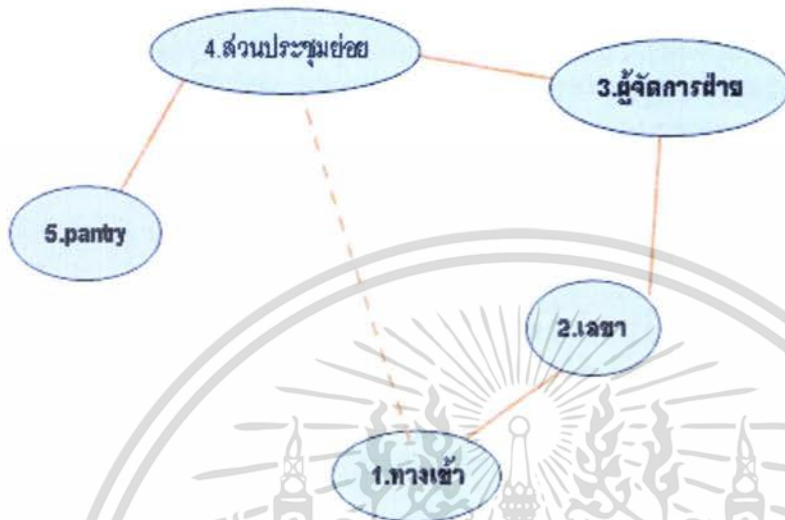 4.ส่วนประชุมย่อย
3.ผู้จัดการฝ่าย
5.pantry
2.เลขา
1.ทางเข้า